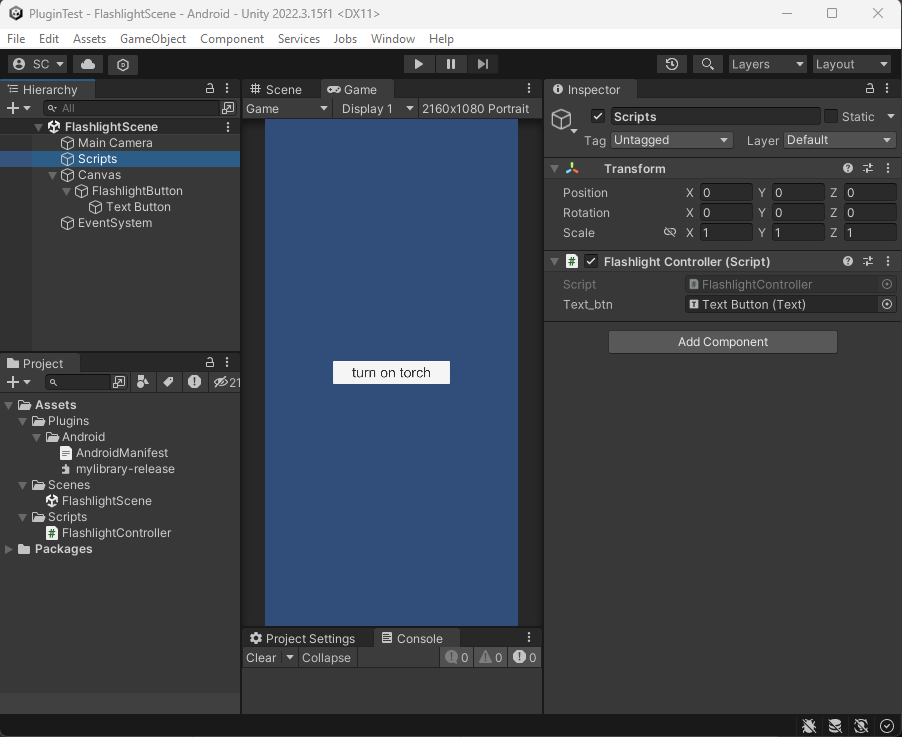 PluginTest - FlashlightScene - Android - Unity 2022.3.15f1 <DX11>
File Edit Assets GameObject Component Services Jobs Window Help
SC Layers Layout
Hierarchy
All
FlashlightScene
Main Camera
Scripts
Canvas
FlashlightButton
Text Button
EventSystem
Project
21
Assets
Plugins
Android
AndroidManifest
mylibrary-release
Scenes
FlashlightScene
Scripts
FlashlightController
Packages
Scene Game
Game Display 1 2160x1080 Portrait
turn on torch
Project Settings Console
Clear Collapse 0 0 0
Inspector
Scripts Static
Tag Untagged Layer Default
Transform
Position X 0 Y 0 Z 0
Rotation X 0 Y 0 Z 0
Scale X 1 Y 1 Z 1
# Flashlight Controller (Script)
Script # FlashlightController
Text_btn T Text Button (Text)
Add Component